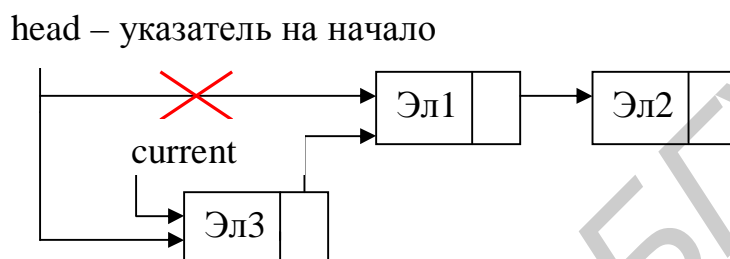 head – указатель на начало
Эл1
Эл2
current
Эл3